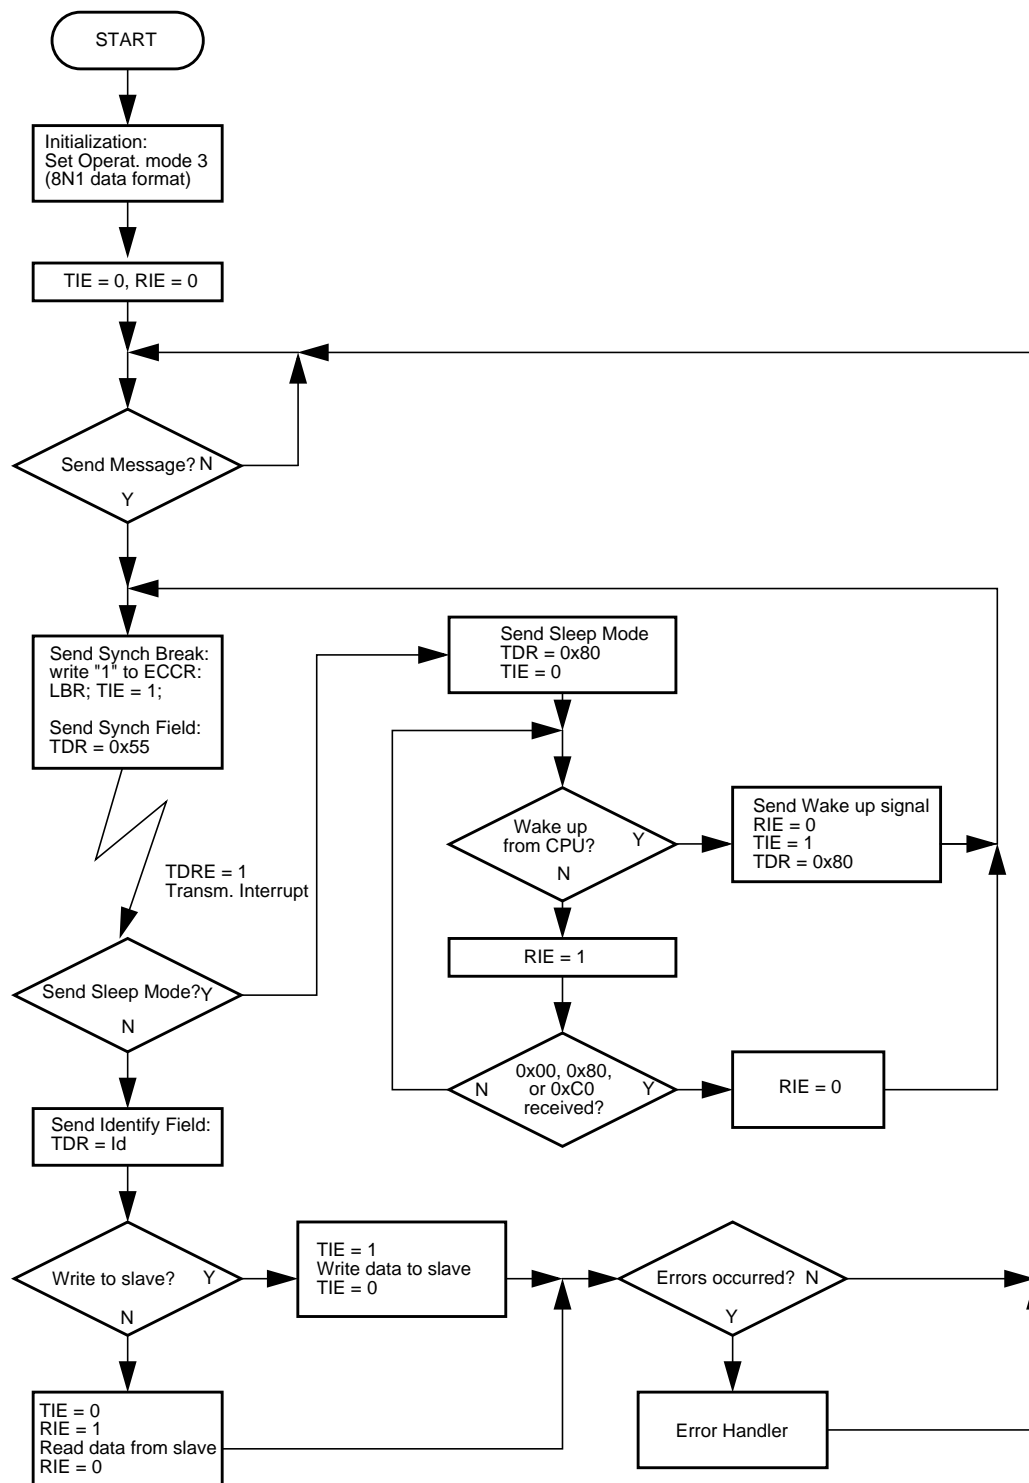 START
Initialization:
Set Operat. mode 3
(8N1 data format)
TIE = 0, RIE = 0
Send Message? N
Y
Send Synch Break:
write "1" to ECCR:
LBR; TIE = 1;
Send Synch Field:
TDR = 0x55
TDRE = 1
Transm. Interrupt
Send Sleep Mode? Y
N
Send Sleep Mode
TDR = 0x80
TIE = 0
Wake up
from CPU?
Y
N
Send Wake up signal
RIE = 0
TIE = 1
TDR = 0x80
RIE = 1
0x00, 0x80,
or 0xC0
received?
N
Y
RIE = 0
Send Identify Field:
TDR = Id
Write to slave? Y
N
TIE = 1
Write data to slave
TIE = 0
Errors occurred? N
Y
TIE = 0
RIE = 1
Read data from slave
RIE = 0
Error Handler